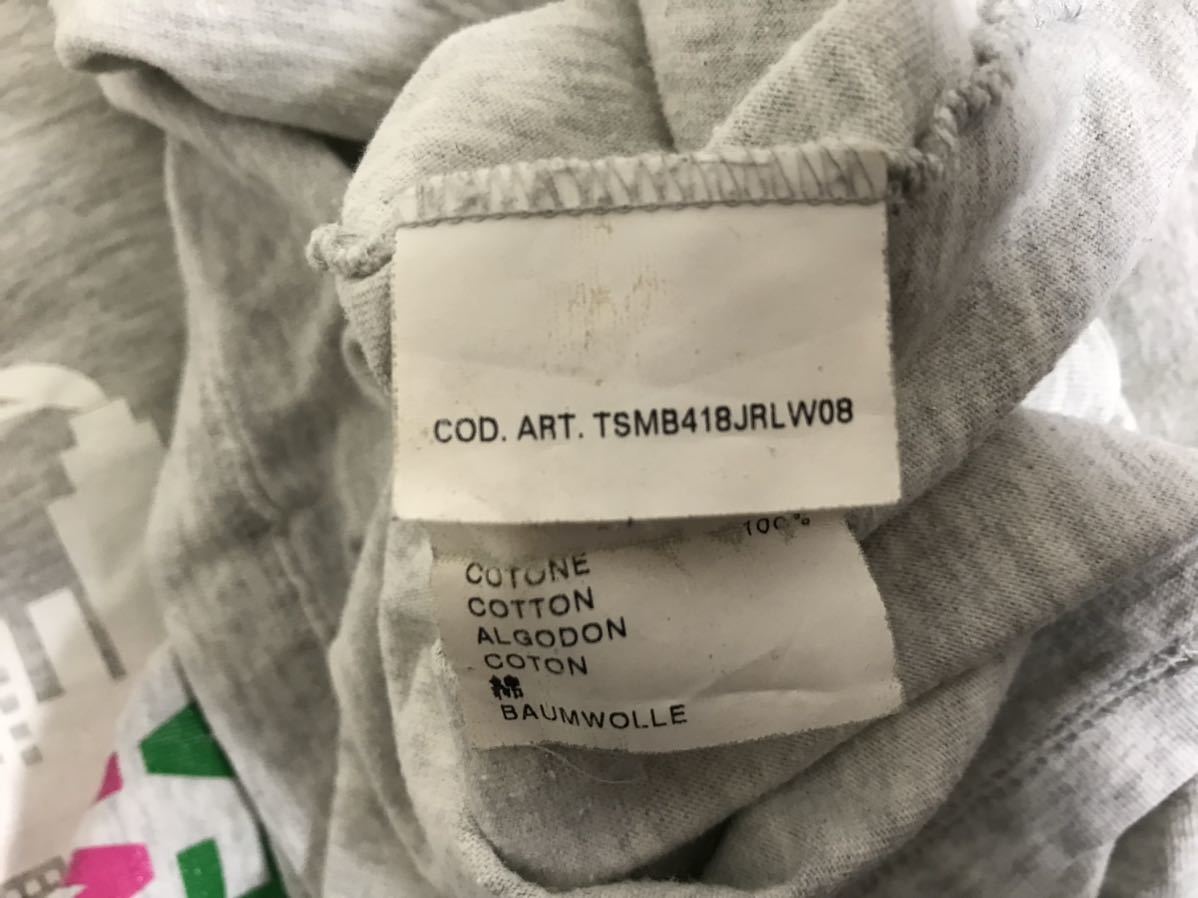 COD. ART. TSMB418JRLW08
100%
COTONE
COTTON
ALGODON
COTON
綿
BAUMWOLLE